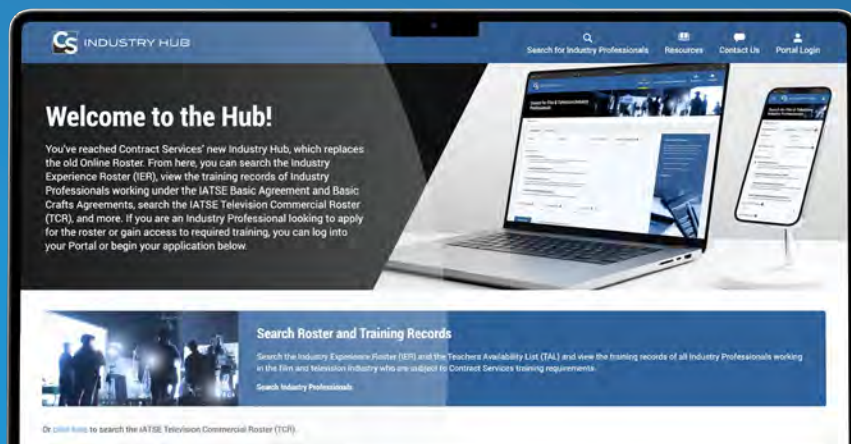 CS INDUSTRY HUB
Search for Industry Professionals
Resources
Contact Us
Portal Login
Welcome to the Hub!
You've reached Contract Services' new Industry Hub, which replaces
the old Online Roster. From here, you can search the Industry
Experience Roster (IER), view the training records of Industry
Professionals working under the IATSE Basic Agreement and Basic
Crafts Agreements, search the IATSE Television Commercial Roster
(TCR), and more. If you are an Industry Professional looking to apply
for the roster or gain access to required training, you can log into
your Portal or begin your application below.
Search Roster and Training Records
Search the Industry Experience Roster (IER) and the Teachers Availability List (TAL) and view the training records of all Industry Professionals working
in the film and television industry who are subject to Contract Services training requirements.
Search Industry Professionals
Or click here to search the IATSE Television Commercial Roster (TCR).